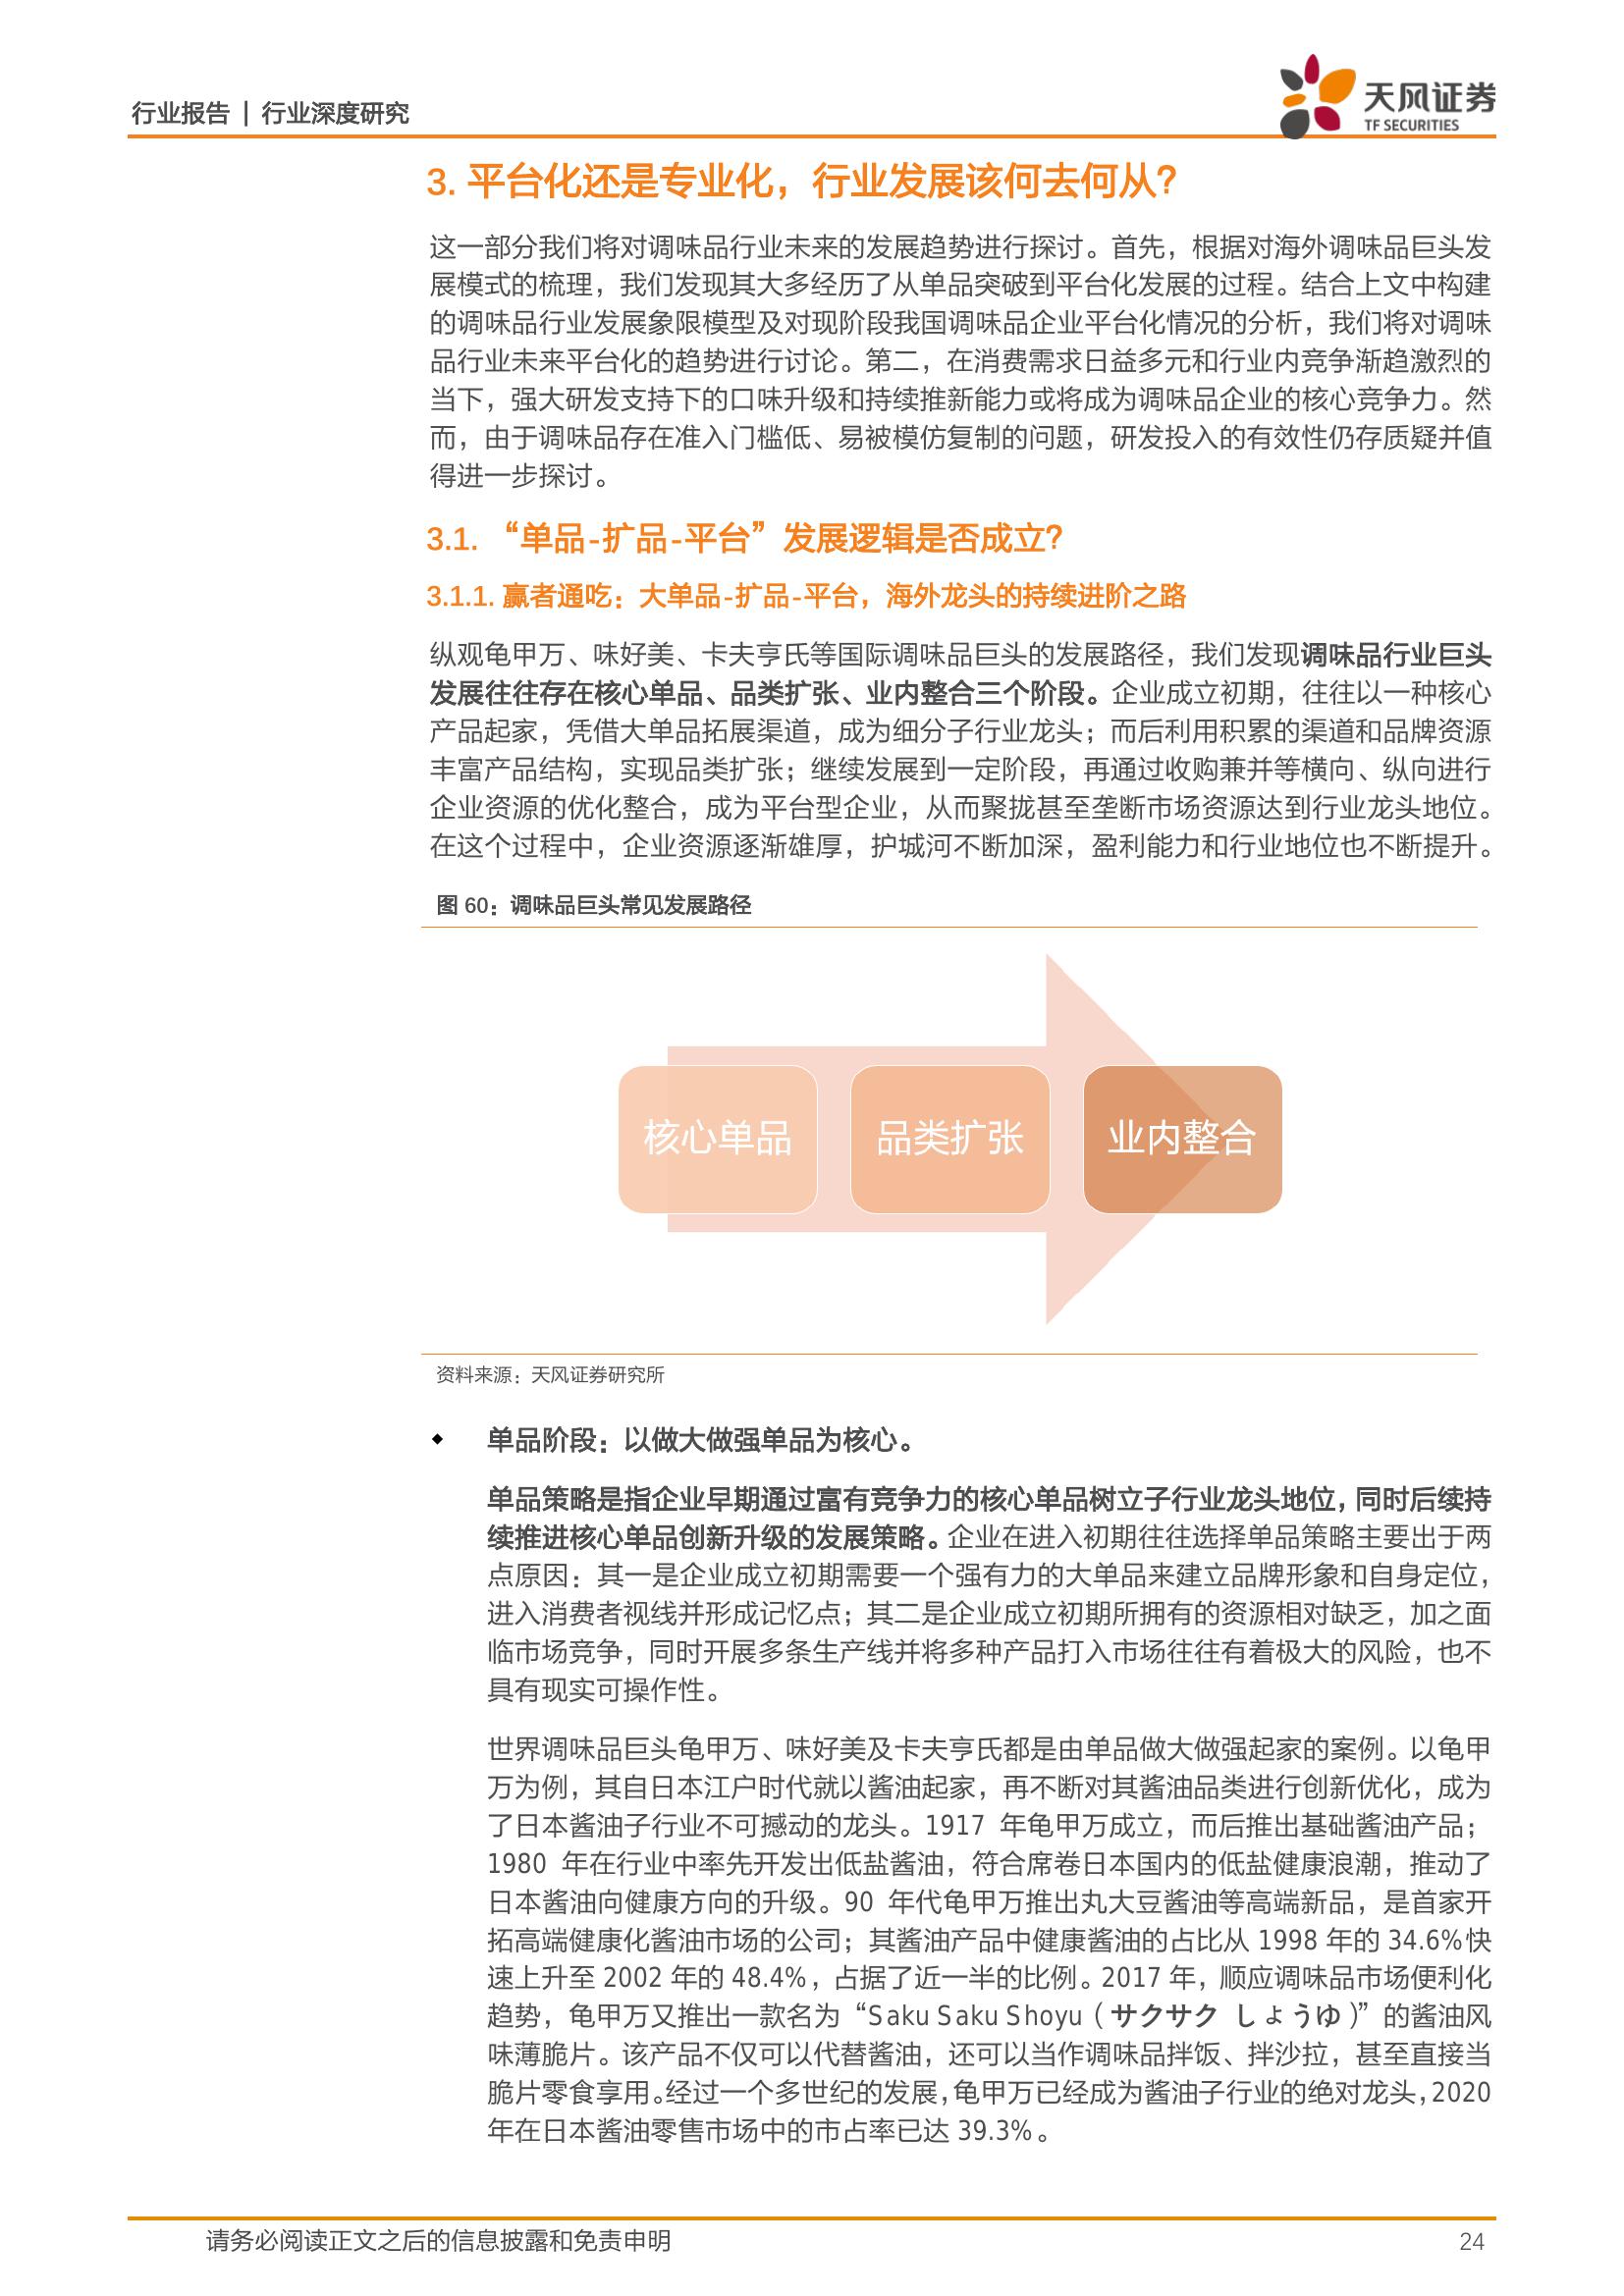 行业报告 | 行业深度研究
天风证券
TF SECURITIES
3. 平台化还是专业化，行业发展该何去何从？
这一部分我们将对调味品行业未来的发展趋势进行探讨。首先，根据对海外调味品巨头发
展模式的梳理，我们发现其大多经历了从单品突破到平台化发展的过程。结合上文中构建
的调味品行业发展象限模型及对现阶段我国调味品企业平台化情况的分析，我们将对调味
品行业未来平台化的趋势进行讨论。第二，在消费需求日益多元和行业内竞争渐趋激烈的
当下，强大研发支持下的口味升级和持续推新能力或将成为调味品企业的核心竞争力。然
而，由于调味品存在准入门槛低、易被模仿复制的问题，研发投入的有效性仍存质疑并值
得进一步探讨。
3.1. “单品-扩品-平台”发展逻辑是否成立？
3.1.1. 赢者通吃：大单品-扩品-平台，海外龙头的持续进阶之路
纵观龟甲万、味好美、卡夫亨氏等国际调味品巨头的发展路径，我们发现调味品行业巨头
发展往往存在核心单品、品类扩张、业内整合三个阶段。企业成立初期，往往以一种核心
产品起家，凭借大单品拓展渠道，成为细分子行业龙头；而后利用积累的渠道和品牌资源
丰富产品结构，实现品类扩张；继续发展到一定阶段，再通过收购兼并等横向、纵向进行
企业资源的优化整合，成为平台型企业，从而聚拢甚至垄断市场资源达到行业龙头地位。
在这个过程中，企业资源逐渐雄厚，护城河不断加深，盈利能力和行业地位也不断提升。
图 60：调味品巨头常见发展路径
核心单品 品类扩张 业内整合
资料来源：天风证券研究所
◆ 单品阶段：以做大做强单品为核心。
单品策略是指企业早期通过富有竞争力的核心单品树立子行业龙头地位，同时后续持
续推进核心单品创新升级的发展策略。企业在进入初期往往选择单品策略主要出于两
点原因：其一是企业成立初期需要一个强有力的大单品来建立品牌形象和自身定位，
进入消费者视线并形成记忆点；其二是企业成立初期所拥有的资源相对缺乏，加之面
临市场竞争，同时开展多条生产线并将多种产品打入市场往往有着极大的风险，也不
具有现实可操作性。
世界调味品巨头龟甲万、味好美及卡夫亨氏都是由单品做大做强起家的案例。以龟甲
万为例，其自日本江户时代就以酱油起家，再不断对其酱油品类进行创新优化，成为
了日本酱油子行业不可撼动的龙头。1917 年龟甲万成立，而后推出基础酱油产品；
1980 年在行业中率先开发出低盐酱油，符合席卷日本国内的低盐健康浪潮，推动了
日本酱油向健康方向的升级。90 年代龟甲万推出丸大豆酱油等高端新品，是首家开
拓高端健康化酱油市场的公司；其酱油产品中健康酱油的占比从 1998 年的 34.6%快
速上升至 2002 年的 48.4%，占据了近一半的比例。2017 年，顺应调味品市场便利化
趋势，龟甲万又推出一款名为“Saku Saku Shoyu（サクサク しょうゆ）”的酱油风
味薄脆片。该产品不仅可以代替酱油，还可以当作调味品拌饭、拌沙拉，甚至直接当
脆片零食享用。经过一个多世纪的发展，龟甲万已经成为酱油子行业的绝对龙头，2020
年在日本酱油零售市场中的市占率已达 39.3%。
请务必阅读正文之后的信息披露和免责申明
24